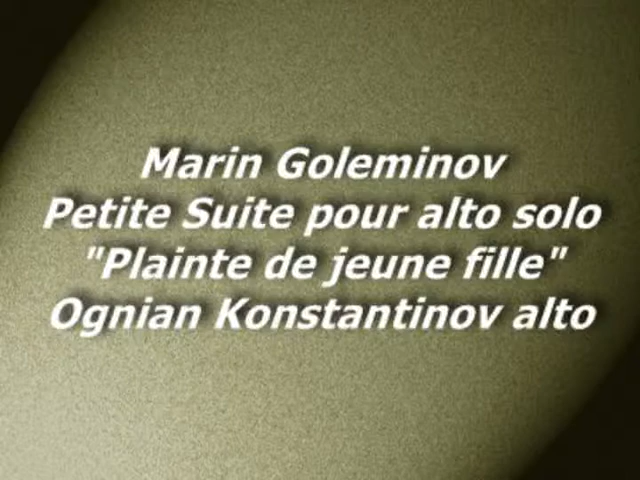 Marin Goleminov
Petite Suite pour alto solo
"Plainte de jeune fille"
Ognian Konstantinov alto